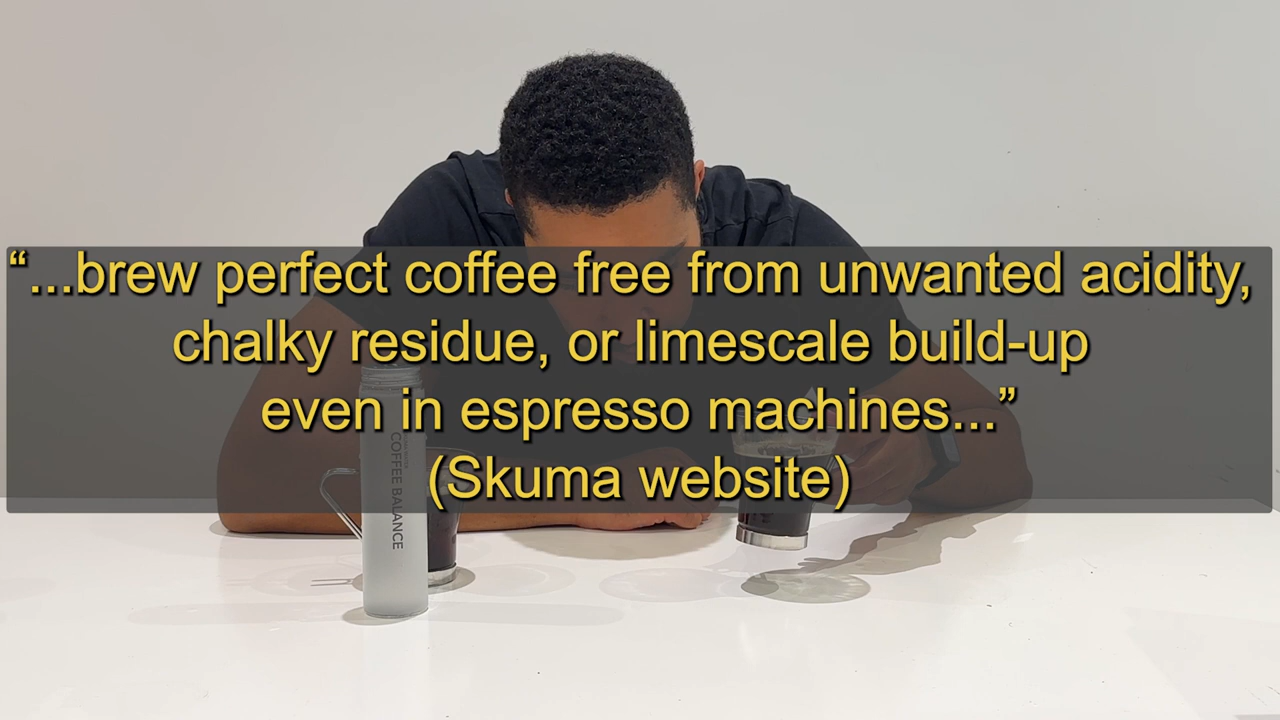 “...brew perfect coffee free from unwanted acidity,
chalky residue, or limescale build-up
even in espresso machines...”
(Skuma website)
COFFEE BALANCE